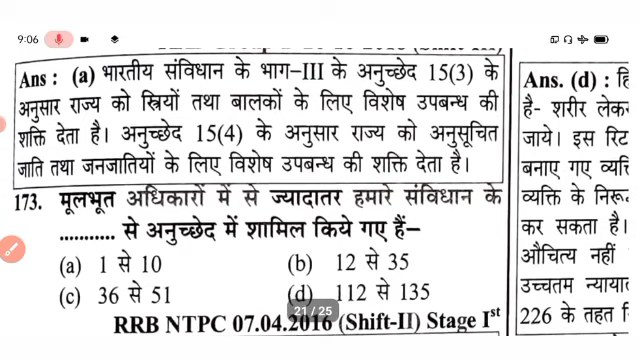 9:06
Ans : (a) भारतीय संविधान के भाग-III के अनुच्छेद 15(3) के
अनुसार राज्य को स्त्रियों तथा बालकों के लिए विशेष उपबन्ध की
शक्ति देता है। अनुच्छेद 15(4) के अनुसार राज्य को अनुसूचित
जाति तथा जनजातियों के लिए विशेष उपबन्ध की शक्ति देता है।
173. मूलभूत अधिकारों में से ज्यादातर हमारे संविधान के
........... से अनुच्छेद में शामिल किये गए हैं–
(a) 1 से 10 (b) 12 से 35
(c) 36 से 51 (d) 112 से 135
21/25
RRB NTPC 07.04.2016 (Shift-II) Stage Ist
Ans. (d) :
है- शरीर लेकर
जाये। इस रिट
बनाए गए व्यक्ति
व्यक्ति के
कर सकता है।
औचित्य नहीं
उच्चतम
226 के तहत